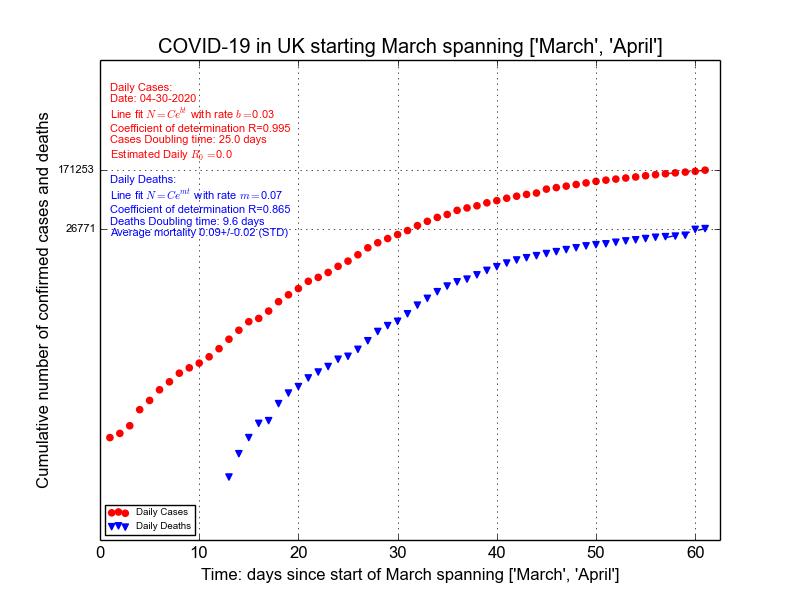 COVID-19 in UK starting March spanning ['March', 'April']
Daily Cases:
Date: 04-30-2020
Line fit N = Ce^{bt} with rate b =0.03
Coefficient of determination R=0.995
Cases Doubling time: 25.0 days
Estimated Daily R_0 =0.0
Daily Deaths:
Line fit N = Ce^{mt} with rate m =0.07
Coefficient of determination R=0.865
Deaths Doubling time: 9.6 days
Average mortality 0.09+/-0.02 (STD)
171253
26771
Cumulative number of confirmed cases and deaths
Daily Cases
Daily Deaths
0 10 20 30 40 50 60
Time: days since start of March spanning ['March', 'April']